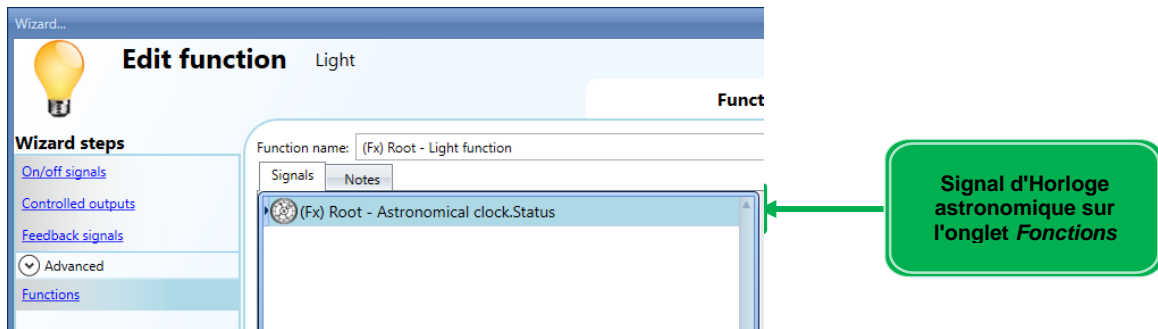 Wizard...
Edit function Light
Funct
Wizard steps
On/off signals
Controlled outputs
Feedback signals
Advanced
Functions
Function name: (Fx) Root - Light function
Signals Notes
(Fx) Root - Astronomical clock.Status
Signal d'Horloge
astronomique sur
l'onglet Fonctions